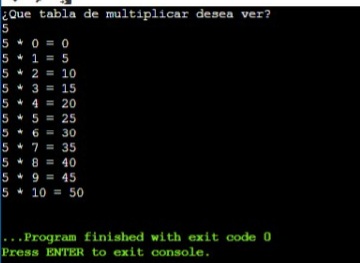 ¿Que tabla de multiplicar desea ver?
5
5 * 0 = 0
5 * 1 = 5
5 * 2 = 10
5 * 3 = 15
5 * 4 = 20
5 * 5 = 25
5 * 6 = 30
5 * 7 = 35
5 * 8 = 40
5 * 9 = 45
5 * 10 = 50
...Program finished with exit code 0
Press ENTER to exit console.